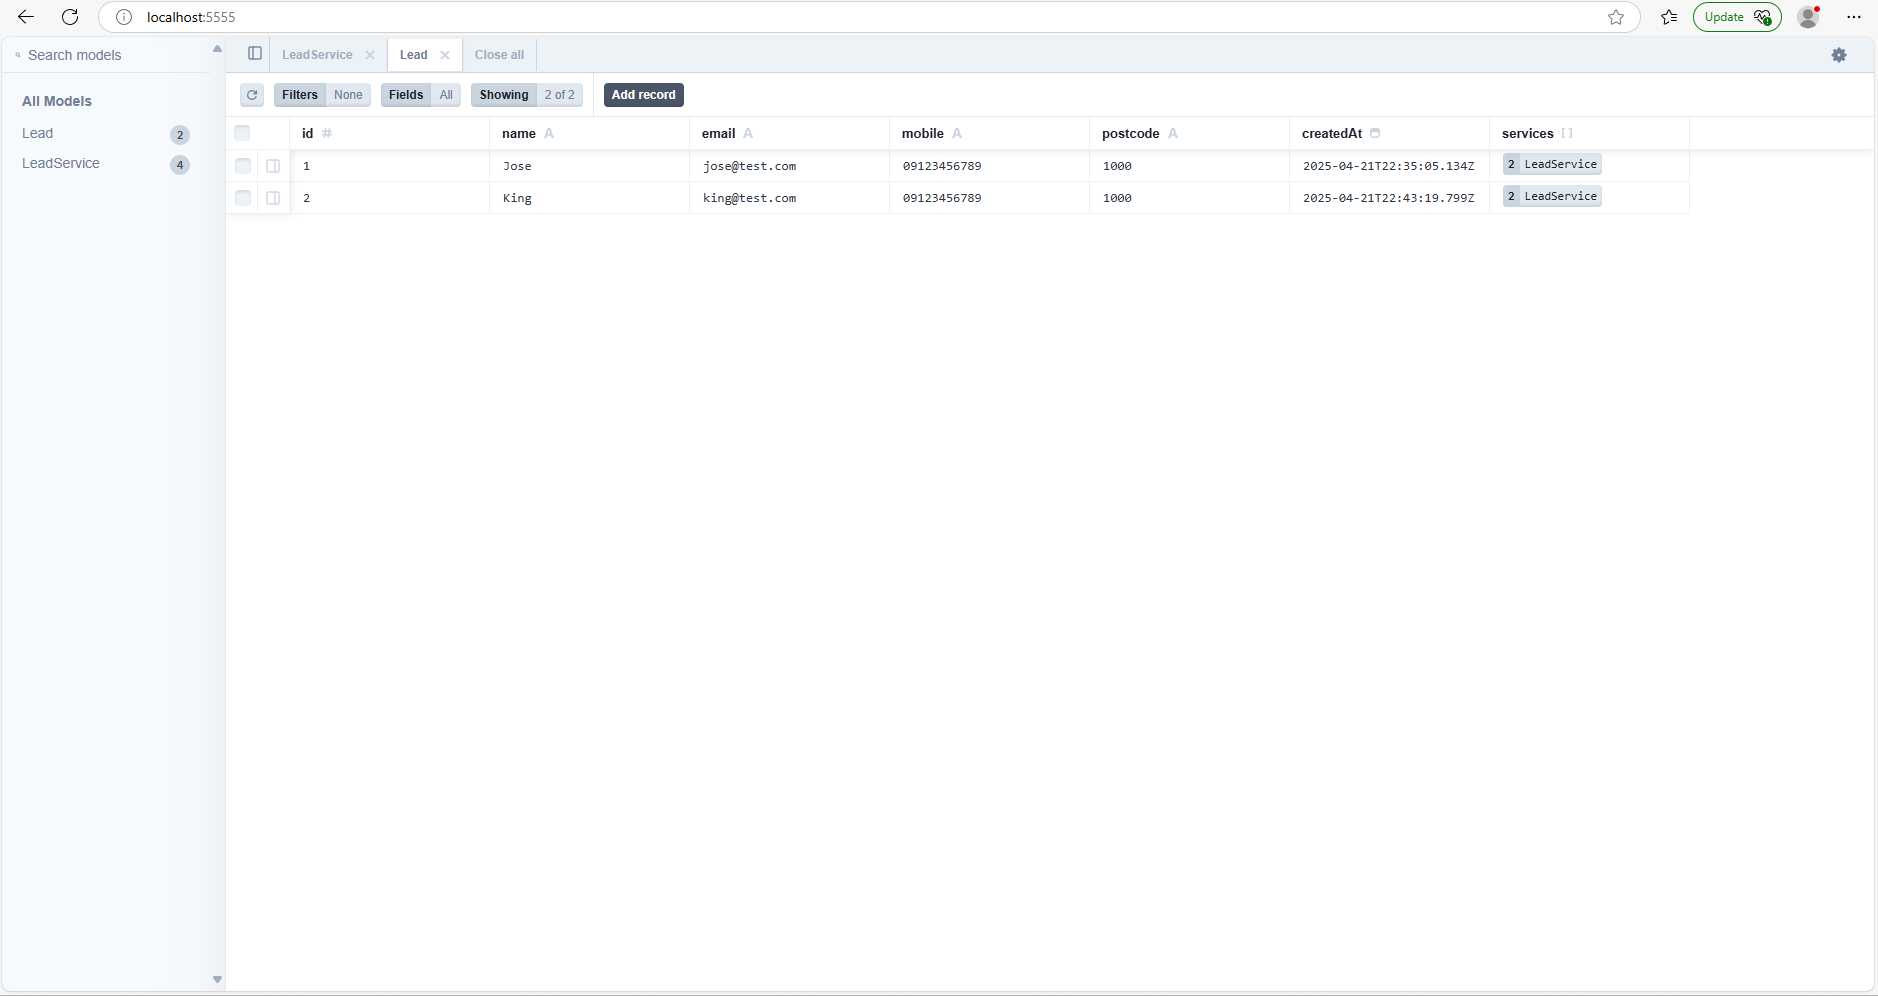 localhost:5555
Update
Search models
LeadService
Lead
Close all
Filters None
Fields All
Showing 2 of 2
Add record
All Models
Lead 2
LeadService 4
id # name A email A mobile A postcode A createdAt services []
1 Jose jose@test.com 09123456789 1000 2025-04-21T22:35:05.134Z 2 LeadService
2 King king@test.com 09123456789 1000 2025-04-21T22:43:19.799Z 2 LeadService